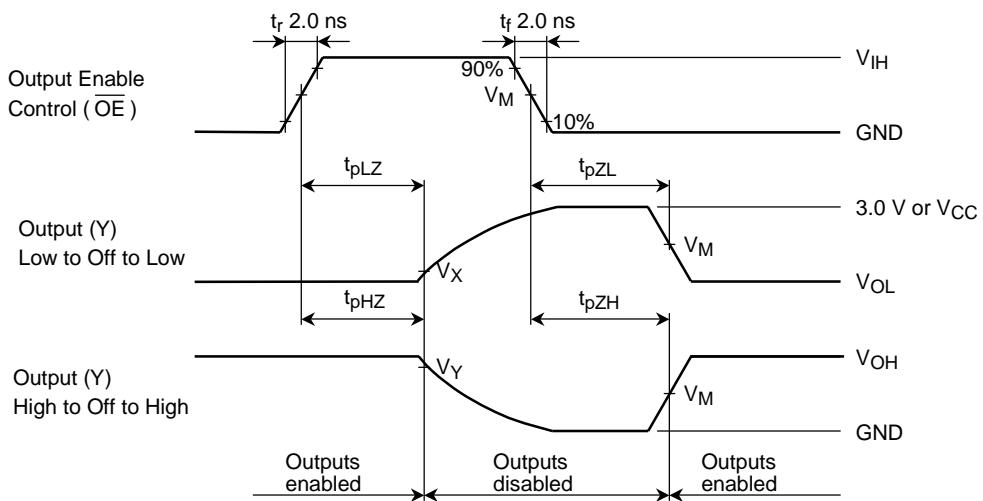 tr 2.0 ns
tf 2.0 ns
Output Enable
Control ( OE )
90%
VM
10%
VIH
GND
tpLZ
tpZL
Output (Y)
Low to Off to Low
VX
VM
3.0 V or VCC
VOL
tpHZ
tpZH
Output (Y)
High to Off to High
VY
VM
VOH
GND
Outputs
enabled
Outputs
disabled
Outputs
enabled